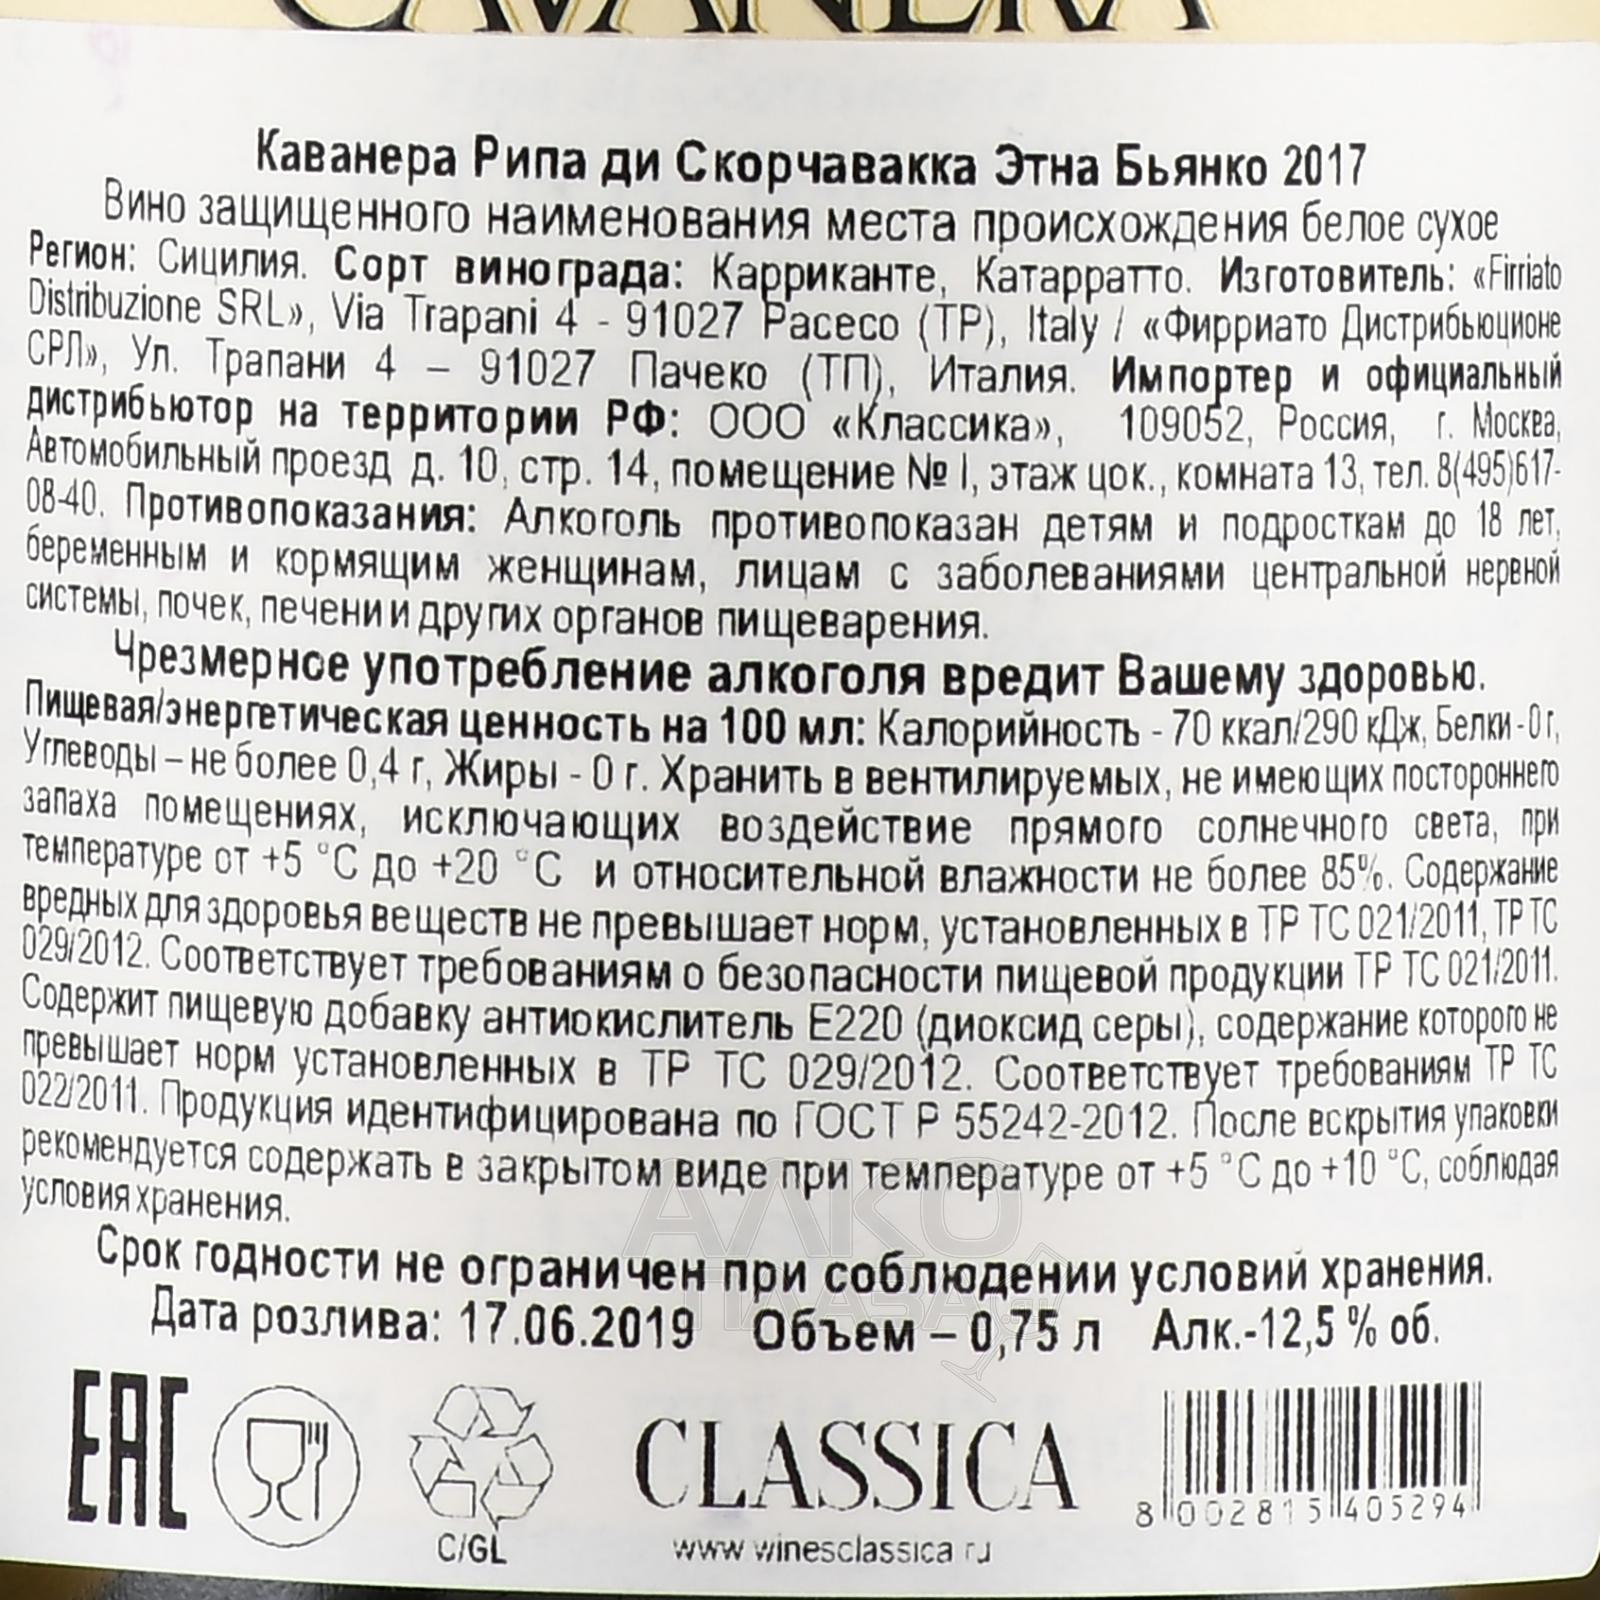 CAVANERA
Каванера Рипа ди Скорчавакка Этна Бьянко 2017
Вино защищенного наименования места происхождения белое сухое
Регион: Сицилия. Сорт винограда: Карриканте, Катарратто. Изготовитель: «Firriato
Distribuzione SRL», Via Trapani 4 - 91027 Paceco (TP), Italy / «Фирриато Дистрибьюционе
СРЛ», Ул. Трапани 4 – 91027 Пачеко (ТП), Италия. Импортер и официальный
дистрибьютор на территории РФ: ООО «Классика», 109052, Россия, г. Москва,
Автомобильный проезд д. 10, стр. 14, помещение № I, этаж цок., комната 13, тел. 8(495)617-
08-40. Противопоказания: Алкоголь противопоказан детям и подросткам до 18 лет,
беременным и кормящим женщинам, лицам с заболеваниями центральной нервной
системы, почек, печени и других органов пищеварения.
Чрезмерное употребление алкоголя вредит Вашему здоровью.
Пищевая/энергетическая ценность на 100 мл: Калорийность - 70 ккал/290 кДж, Белки - 0 г,
Углеводы – не более 0,4 г, Жиры - 0 г. Хранить в вентилируемых, не имеющих постороннего
запаха помещениях, исключающих воздействие прямого солнечного света, при
температуре от +5 °С до +20 °С и относительной влажности не более 85%. Содержание
вредных для здоровья веществ не превышает норм, установленных в ТР ТС 021/2011, ТР ТС
029/2012. Соответствует требованиям о безопасности пищевой продукции ТР ТС 021/2011.
Содержит пищевую добавку антиокислитель Е220 (диоксид серы), содержание которого не
превышает норм установленных в ТР ТС 029/2012. Соответствует требованиям ТР ТС
022/2011. Продукция идентифицирована по ГОСТ Р 55242-2012. После вскрытия упаковки
рекомендуется содержать в закрытом виде при температуре от +5 °С до +10 °С, соблюдая
условия хранения.
Срок годности не ограничен при соблюдении условий хранения.
Дата розлива: 17.06.2019 Объем – 0,75 л Алк.-12,5 % об.
АЛКО
ПЛАЗА.ру
EAC
C/GL
CLASSICA
www winesclassica ru
8 002815 405294